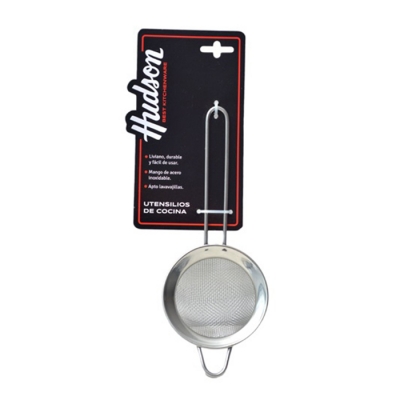 Hudson
BEST KITCHENWARE
• Liviano, durable
y fácil de usar.
• Mango de acero
inoxidable.
• Apto lavavajillas.
UTENSILIOS
DE COCINA